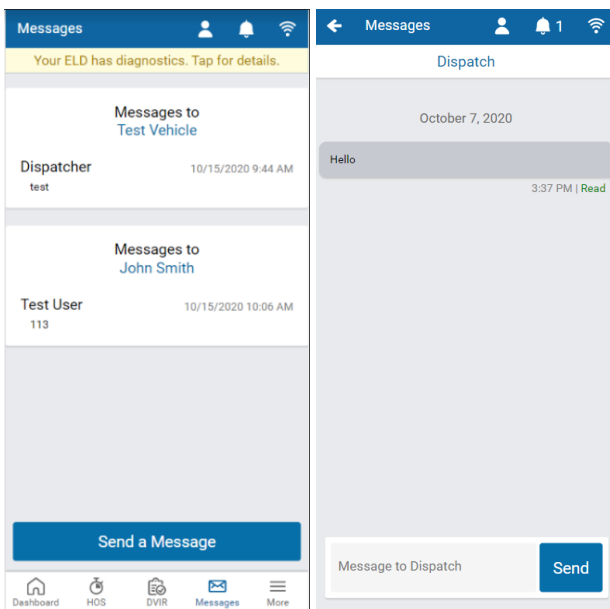 Messages
Your ELD has diagnostics. Tap for details.
Messages to
Test Vehicle
Dispatcher 10/15/2020 9:44 AM
test
Messages to
John Smith
Test User 10/15/2020 10:06 AM
113
Send a Message
Dashboard HOS DVIR Messages More
Messages 1
Dispatch
October 7, 2020
Hello
3:37 PM | Read
Message to Dispatch Send